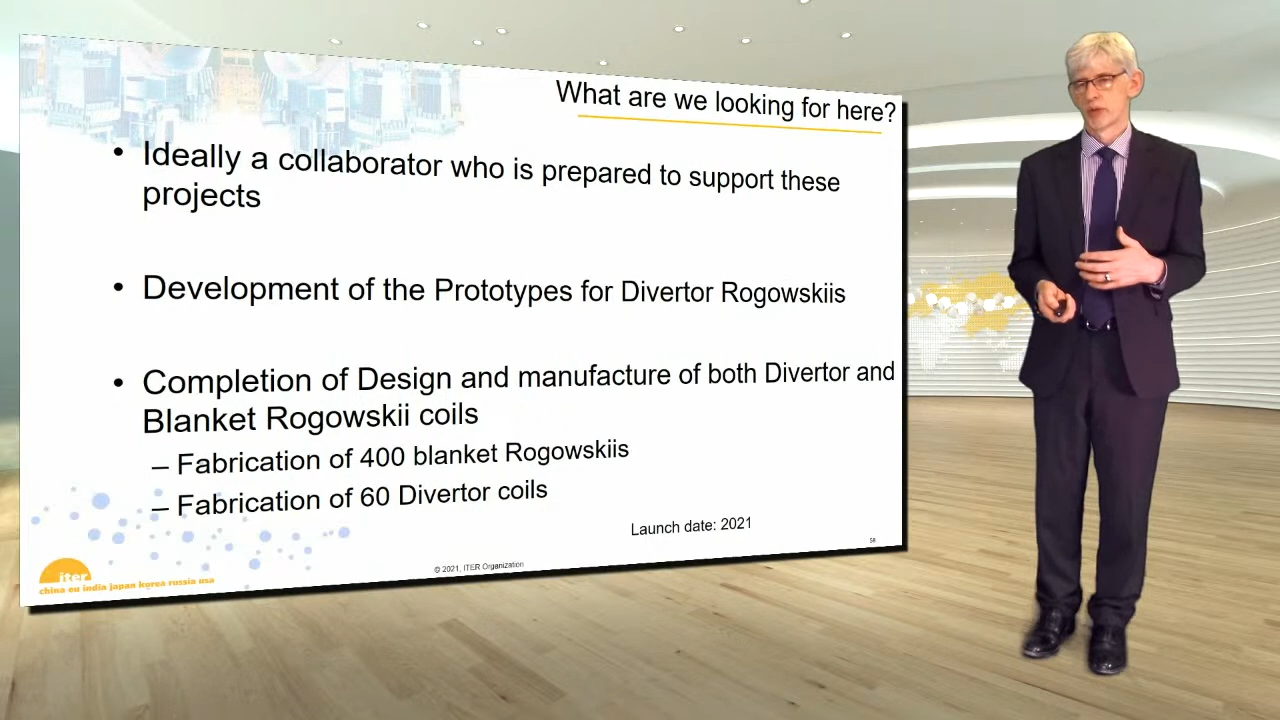 What are we looking for here?
• Ideally a collaborator who is prepared to support these
projects
• Development of the Prototypes for Divertor Rogowskiis
• Completion of Design and manufacture of both Divertor and
Blanket Rogowskii coils
– Fabrication of 400 blanket Rogowskiis
– Fabrication of 60 Divertor coils
Launch date: 2021
58
© 2021, ITER Organization
iter
china eu india japan korea russia usa